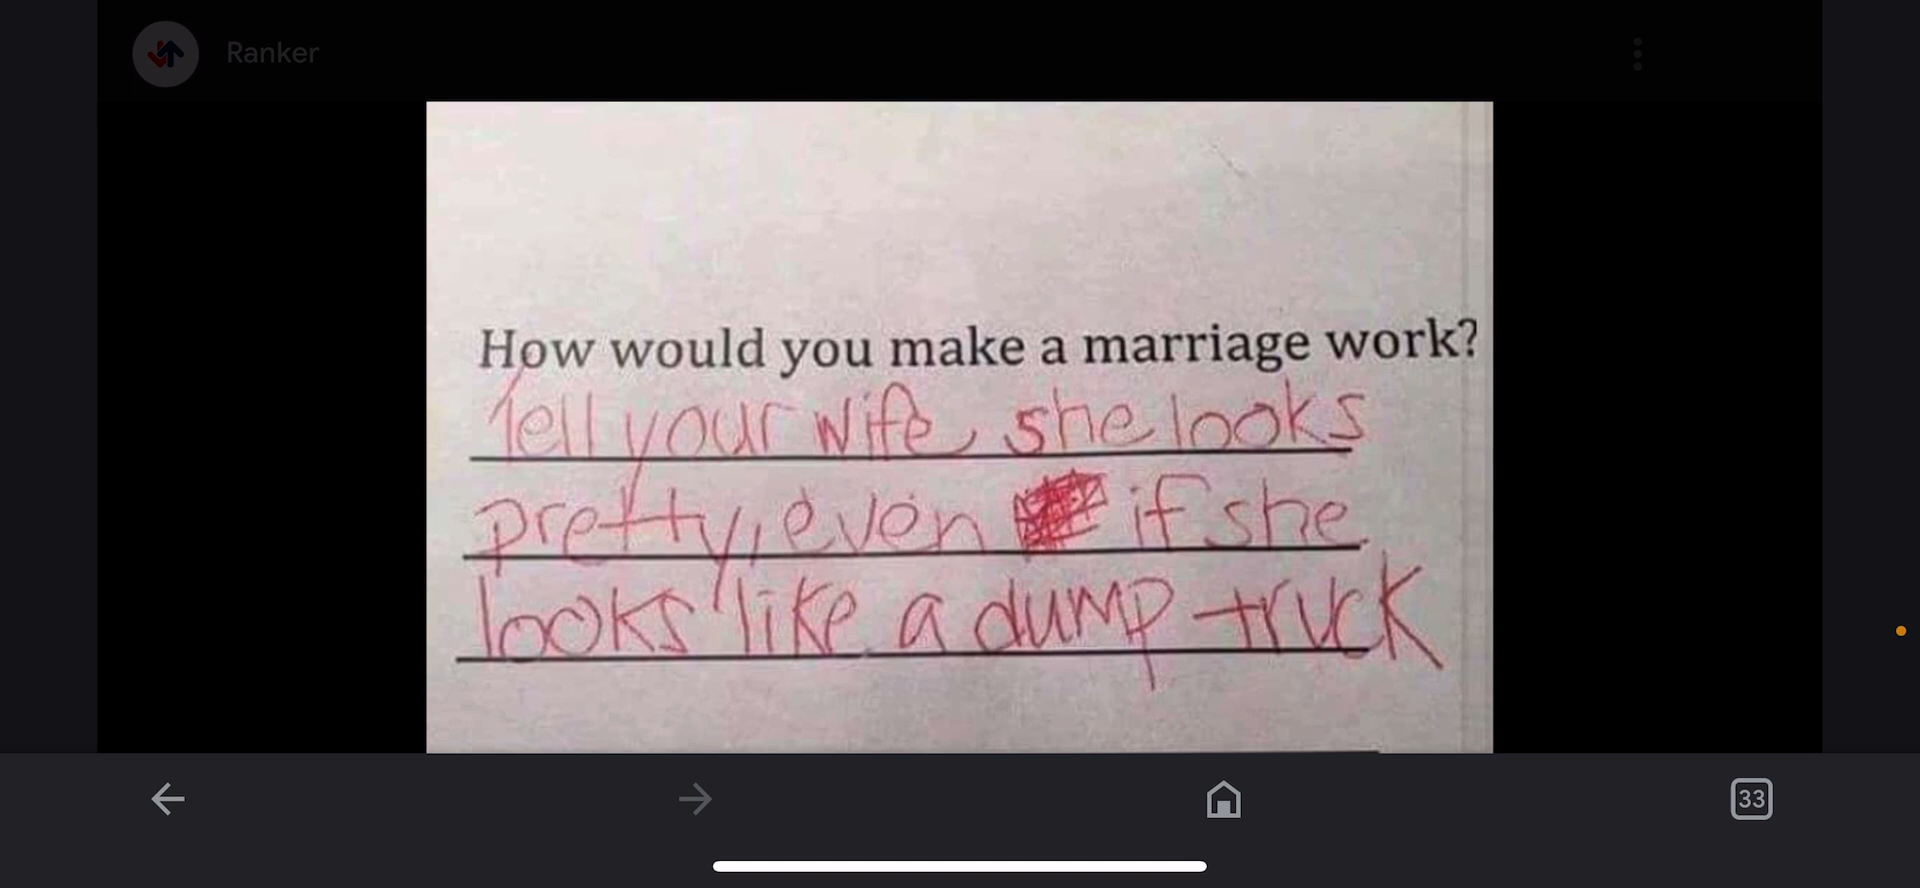 Ranker
How would you make a marriage work?
Tell your wife she looks
pretty, even if she
looks like a dump truck
33